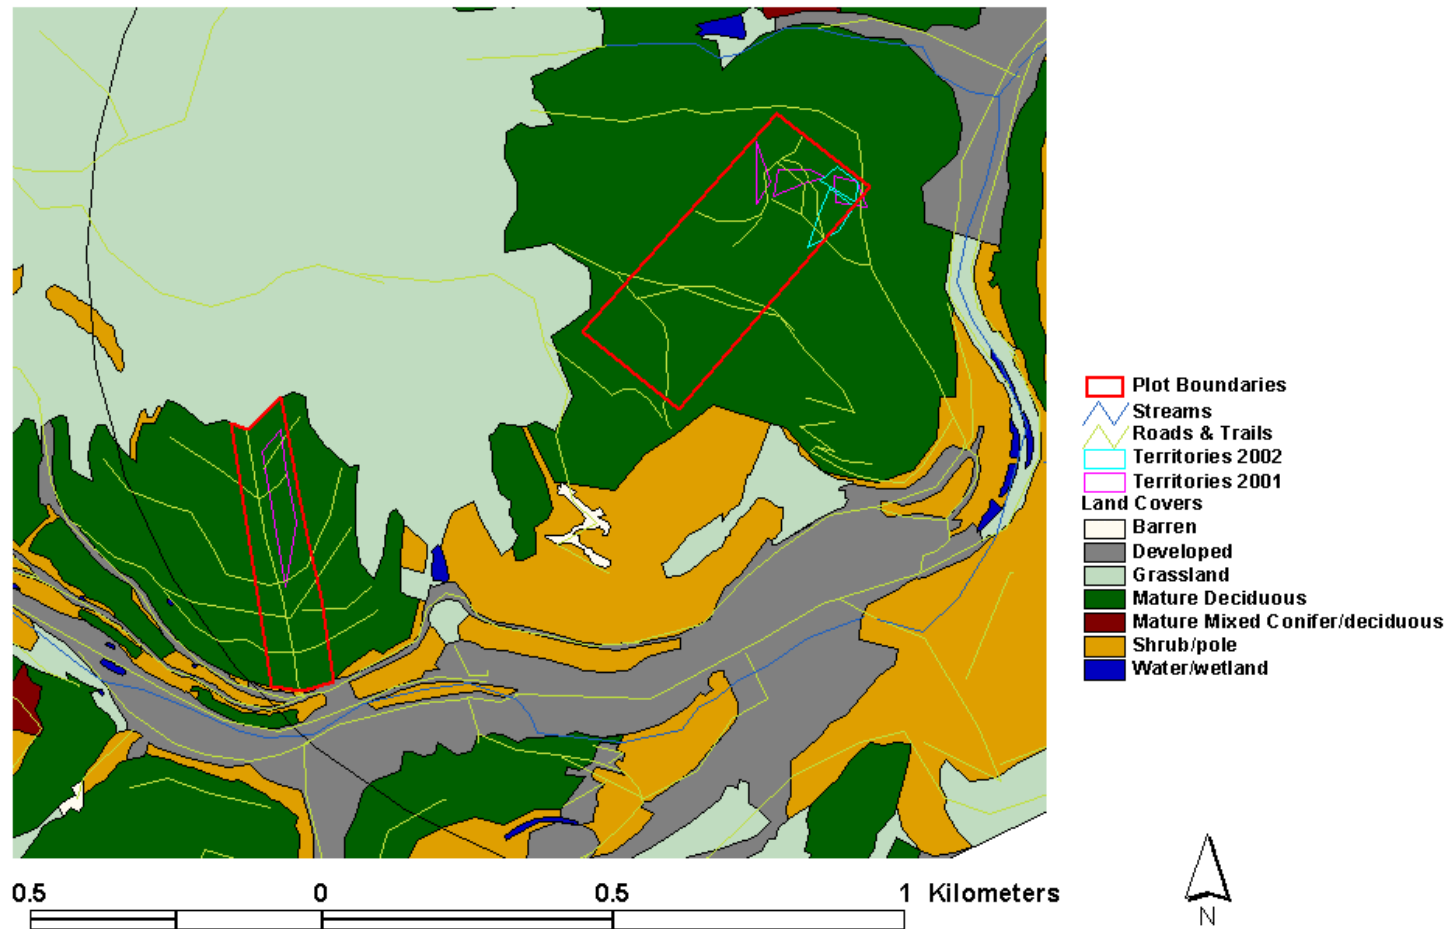 Plot Boundaries
Streams
Roads & Trails
Territories 2002
Territories 2001
Land Covers
Barren
Developed
Grassland
Mature Deciduous
Mature Mixed Conifer/deciduous
Shrub/pole
Water/wetland
0.5 0 0.5 1 Kilometers
N